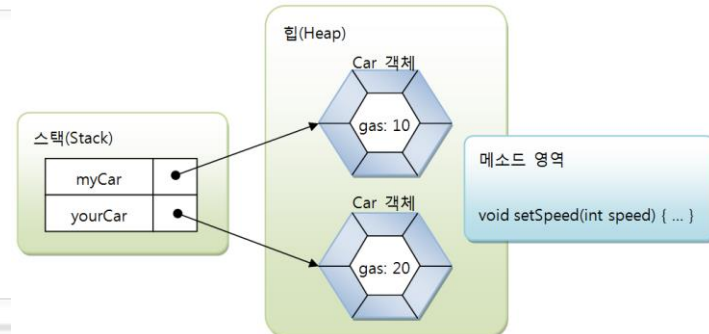 힙(Heap)
Car 객체
gas: 10
스택(Stack)
myCar
yourCar
Car 객체
gas: 20
메소드 영역
void setSpeed(int speed) { ... }